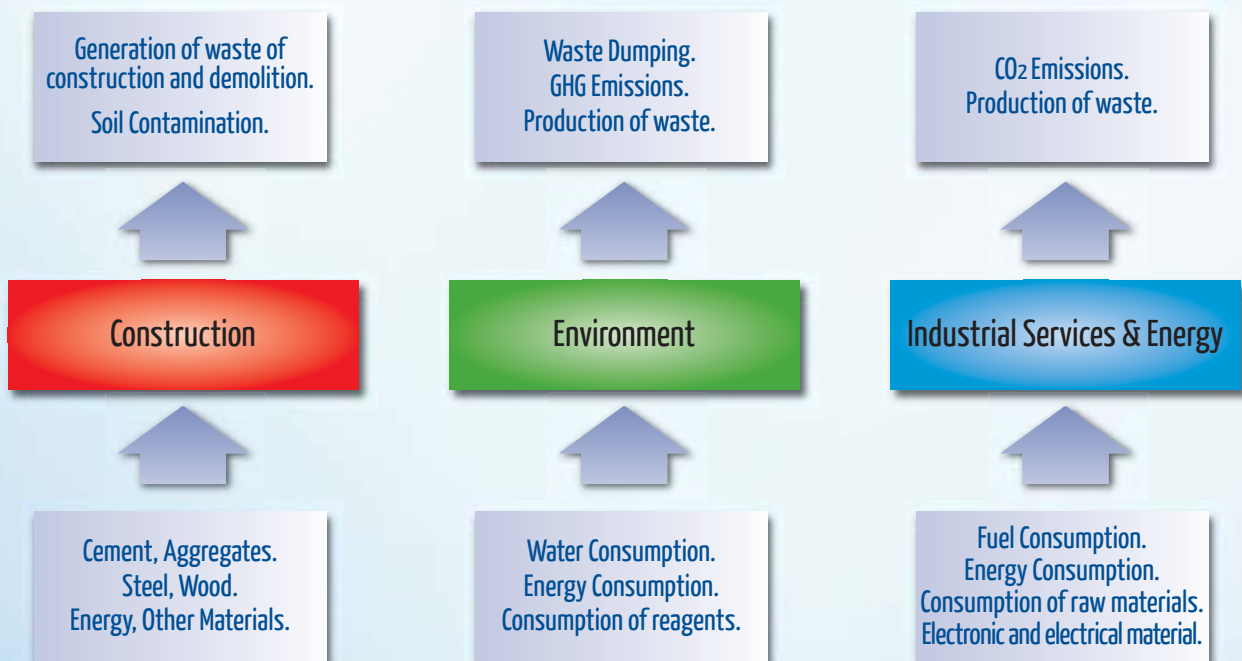 Generation of waste of
construction and demolition.
Soil Contamination.
Waste Dumping.
GHG Emissions.
Production of waste.
CO2 Emissions.
Production of waste.
Construction
Environment
Industrial Services & Energy
Cement, Aggregates.
Steel, Wood.
Energy, Other Materials.
Water Consumption.
Energy Consumption.
Consumption of reagents.
Fuel Consumption.
Energy Consumption.
Consumption of raw materials.
Electronic and electrical material.